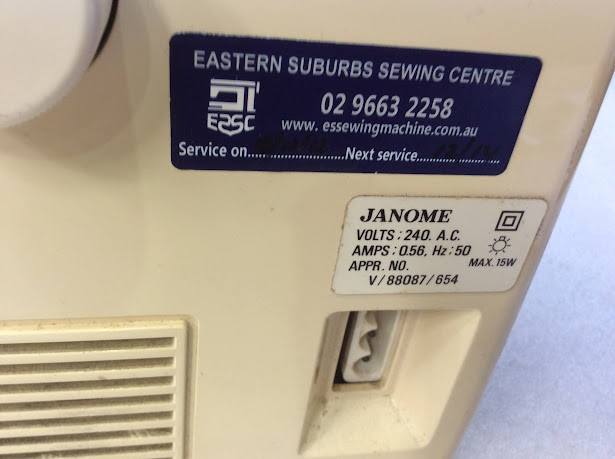 EASTERN SUBURBS SEWING CENTRE
ESSC
02 9663 2258
www.essewingmachine.com.au
Service on.....................Next service.....................
JANOME
VOLTS : 240. A.C.
AMPS : 0.56, Hz : 50
MAX. 15W
APPR. NO.
V/88087/654